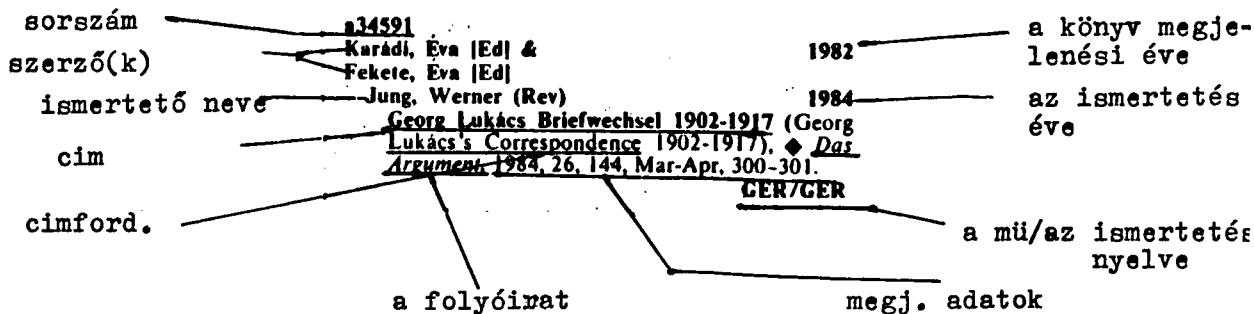 sorszám
a34591
szerző(k)
Karádi, Éva |Ed| &
Fekete, Éva |Ed|
1982
a könyv megje-
lenési éve
ismertető neve
Jung, Werner (Rev)
1984
az ismertetés
éve
cim
Georg Lukács Briefwechsel 1902-1917 (Georg
Lukács's Correspondence 1902-1917), ◆ Das
Argument, 1984, 26, 144, Mar-Apr, 300-301.
GER/GER
cimford.
a mü/az ismertetés
nyelve
a folyóirat
megj. adatok